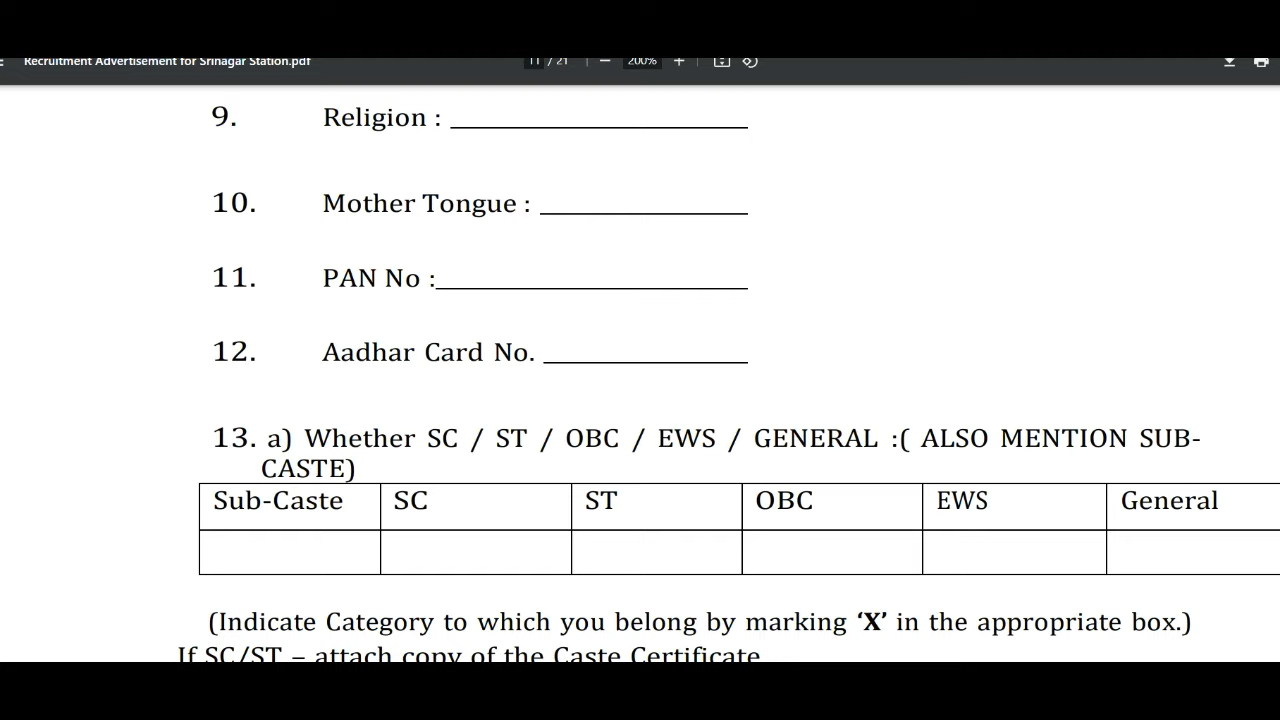 Recruitment Advertisement for Srinagar Station.pdf 11 / 21 200%
9. Religion :
10. Mother Tongue :
11. PAN No :
12. Aadhar Card No.
13. a) Whether SC / ST / OBC / EWS / GENERAL :( ALSO MENTION SUB-
CASTE)
Sub-Caste SC ST OBC EWS General
(Indicate Category to which you belong by marking ‘X’ in the appropriate box.)
If SC/ST – attach copy of the Caste Certificate